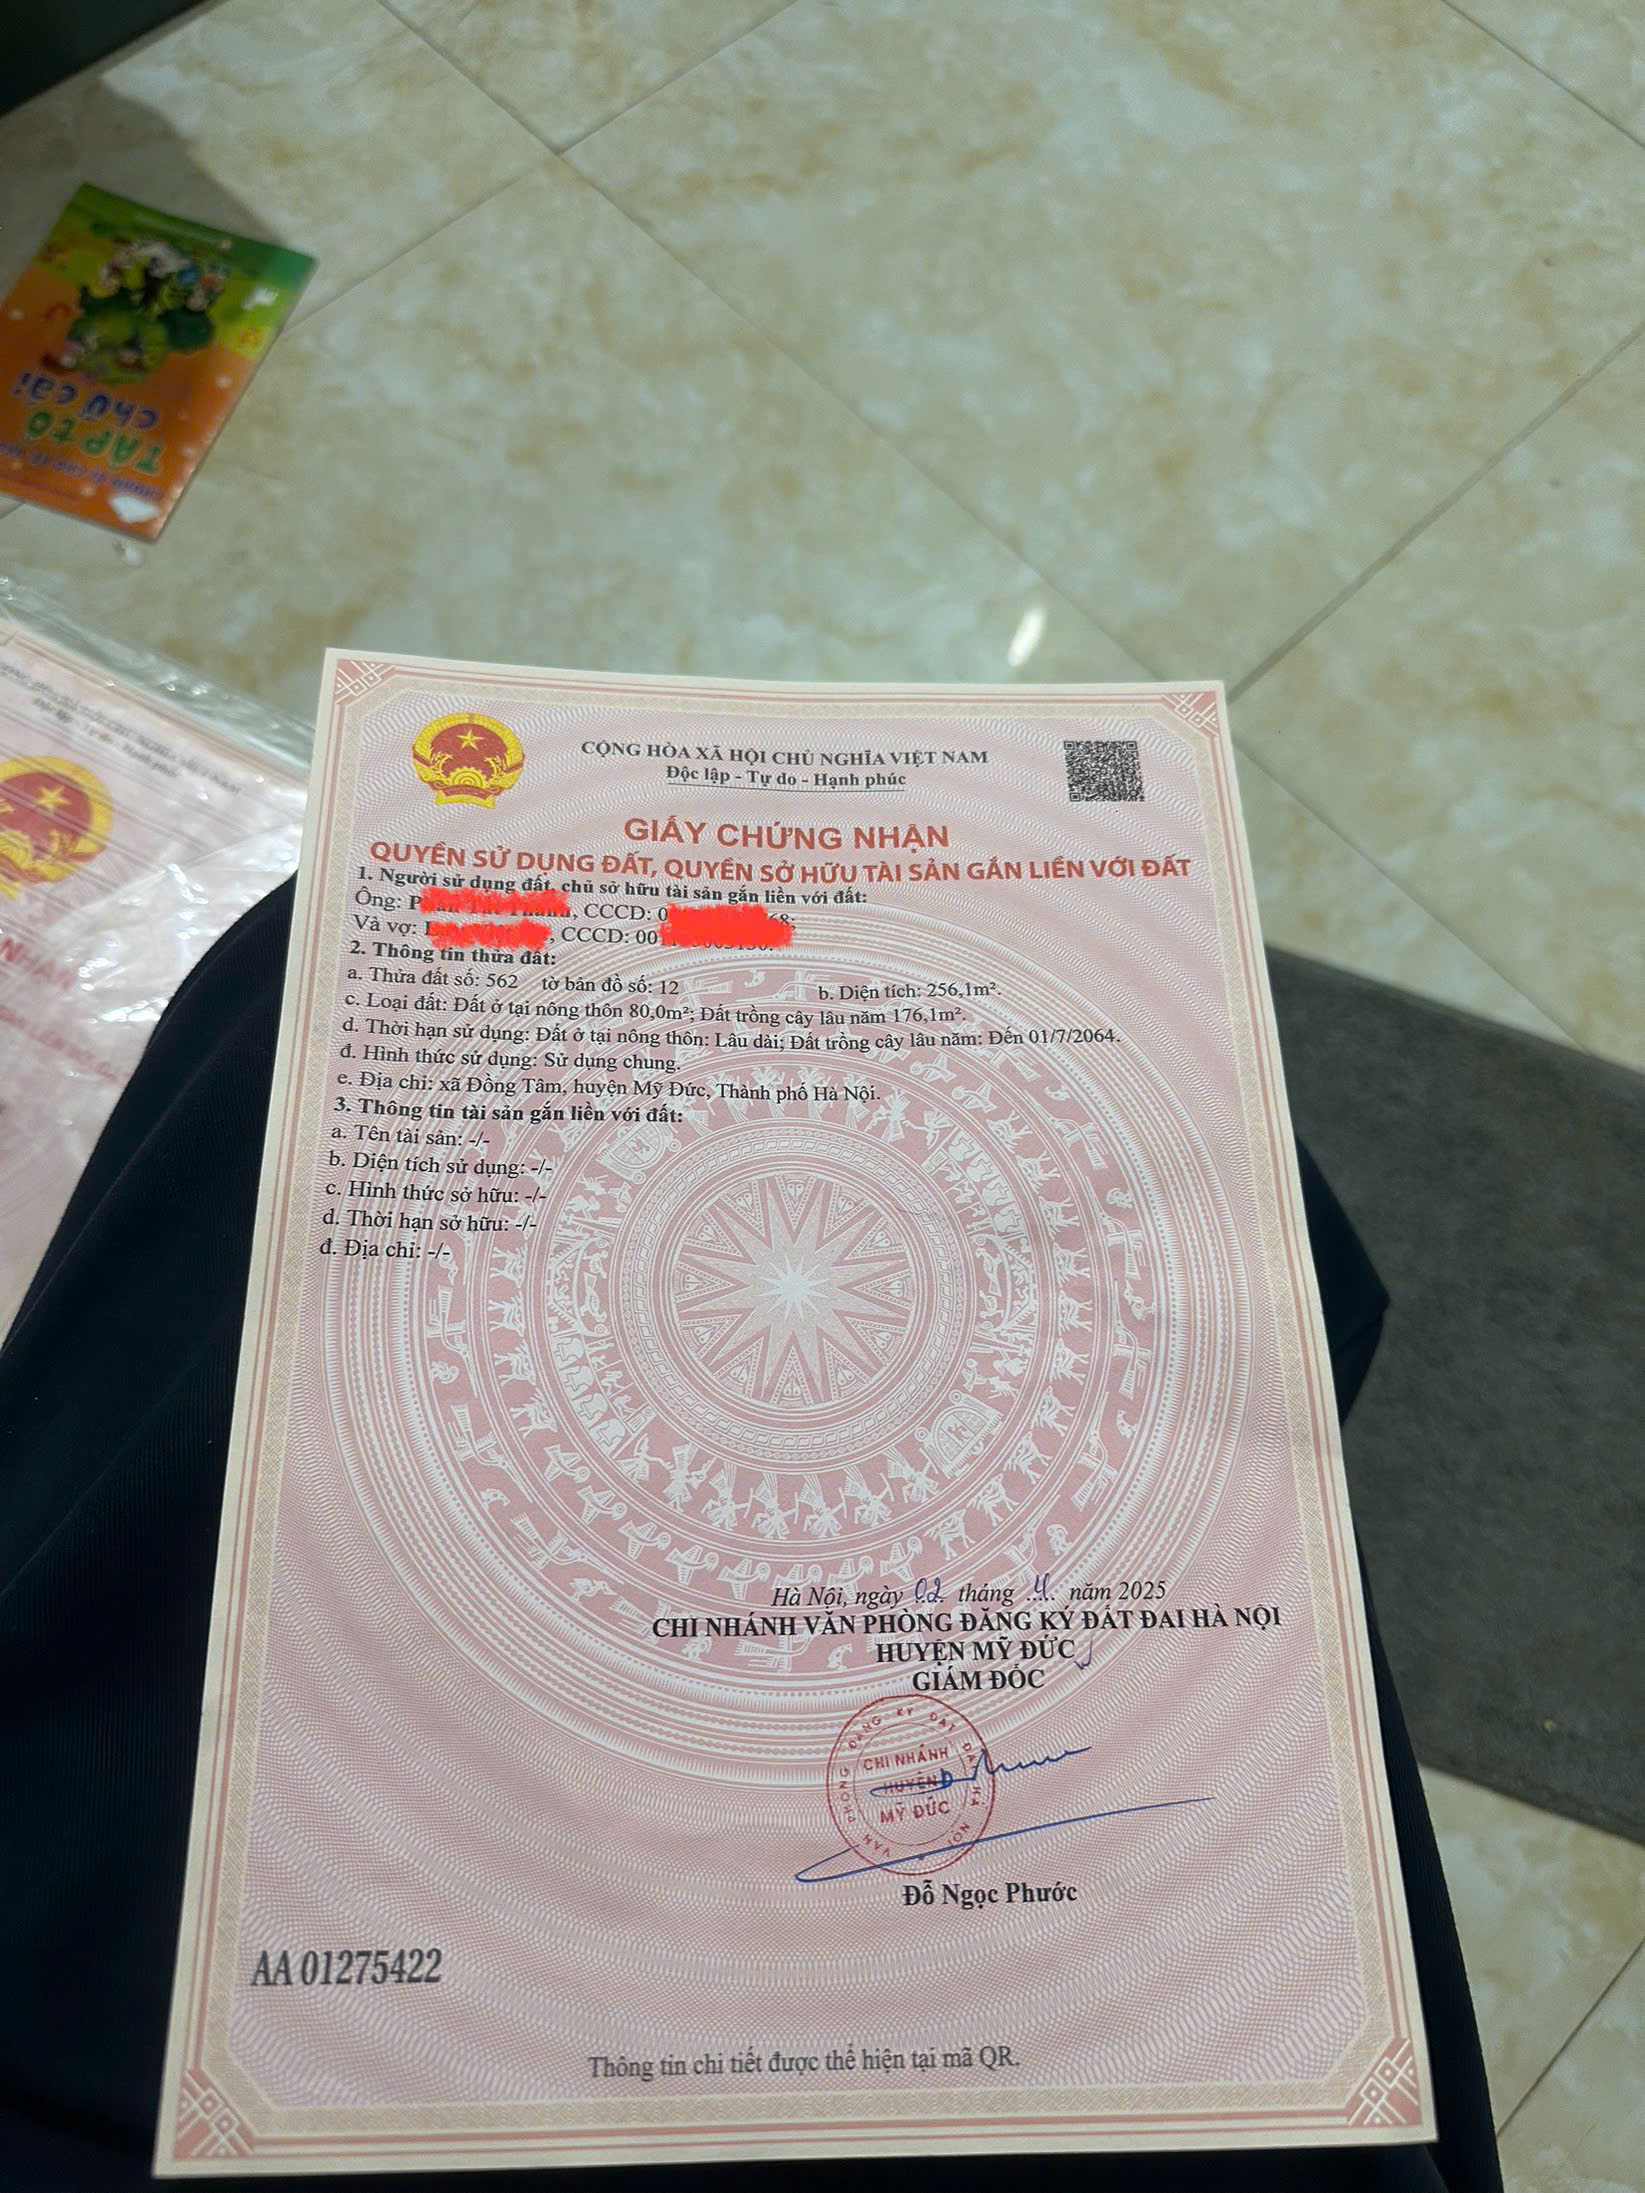 CỘNG HÒA XÃ HỘI CHỦ NGHĨA VIỆT NAM
Độc lập - Tự do - Hạnh phúc
GIẤY CHỨNG NHẬN
QUYỀN SỬ DỤNG ĐẤT, QUYỀN SỞ HỮU TÀI SẢN GẮN LIỀN VỚI ĐẤT
1. Người sử dụng đất, chủ sở hữu tài sản gắn liền với đất:
Ông: , CCCD:
Và vợ: , CCCD:
2. Thông tin thửa đất:
a. Thửa đất số: 562 tờ bản đồ số: 12 b. Diện tích: 256,1m².
c. Loại đất: Đất ở tại nông thôn 80,0m²; Đất trồng cây lâu năm 176,1m².
d. Thời hạn sử dụng: Đất ở tại nông thôn: Lâu dài; Đất trồng cây lâu năm: Đến 01/7/2064.
đ. Hình thức sử dụng: Sử dụng chung.
e. Địa chỉ: xã Đồng Tâm, huyện Mỹ Đức, Thành phố Hà Nội.
3. Thông tin tài sản gắn liền với đất:
a. Tên tài sản: -/-
b. Diện tích sử dụng: -/-
c. Hình thức sở hữu: -/-
d. Thời hạn sở hữu: -/-
đ. Địa chỉ: -/-
Hà Nội, ngày 02 tháng 4 năm 2025
CHI NHÁNH VĂN PHÒNG ĐĂNG KÝ ĐẤT ĐAI HÀ NỘI
HUYỆN MỸ ĐỨC
GIÁM ĐỐC
VĂN PHÒNG ĐĂNG KÝ ĐẤT ĐAI HÀ NỘI
CHI NHÁNH
HUYỆN
MỸ ĐỨC
Đỗ Ngọc Phước
AA 01275422
Thông tin chi tiết được thể hiện tại mã QR.
TẬP TÔ
chữ cái